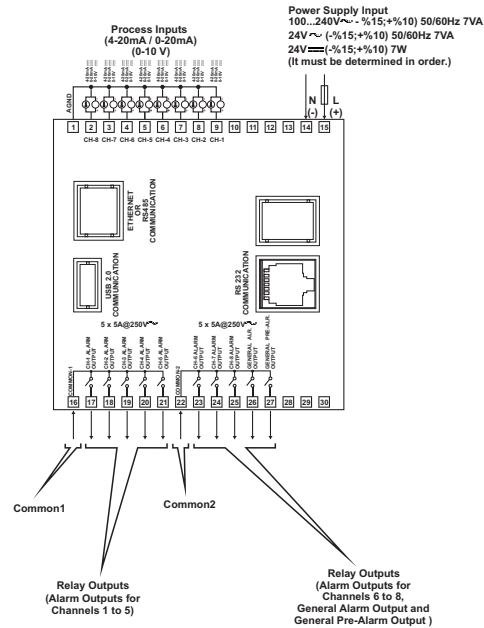 Process Inputs
(4-20mA / 0-20mA)
(0-10 V)
Power Supply Input
100...240V~ - %15;+%10) 50/60Hz 7VA
24V~ (-%15;+%10) 50/60Hz 7VA
24V⎓(-%15;+%10) 7W
(It must be determined in order.)
AGND
N L
(-) (+)
1 2 3 4 5 6 7 8 9 10 11 12 13 14 15
CH-8 CH-7 CH-6 CH-5 CH-4 CH-3 CH-2 CH-1
ETHERNET
OR
RS485
COMMUNICATION
USB 2.0
COMMUNICATION
RS 232
COMMUNICATION
5 x 5A@250V~
5 x 5A@250V~
COMMON-1
CH-1 ALARM
OUTPUT
CH-2 ALARM
OUTPUT
CH-3 ALARM
OUTPUT
CH-4 ALARM
OUTPUT
CH-5 ALARM
OUTPUT
COMMON-2
CH-6 ALARM
OUTPUT
CH-7 ALARM
OUTPUT
CH-8 ALARM
OUTPUT
GENERAL ALR.
OUTPUT
GENERAL PRE-ALR.
OUTPUT
16 17 18 19 20 21 22 23 24 25 26 27 28 29 30
Common1
Common2
Relay Outputs
(Alarm Outputs for
Channels 1 to 5)
Relay Outputs
(Alarm Outputs for
Channels 6 to 8,
General Alarm Output and
General Pre-Alarm Output )